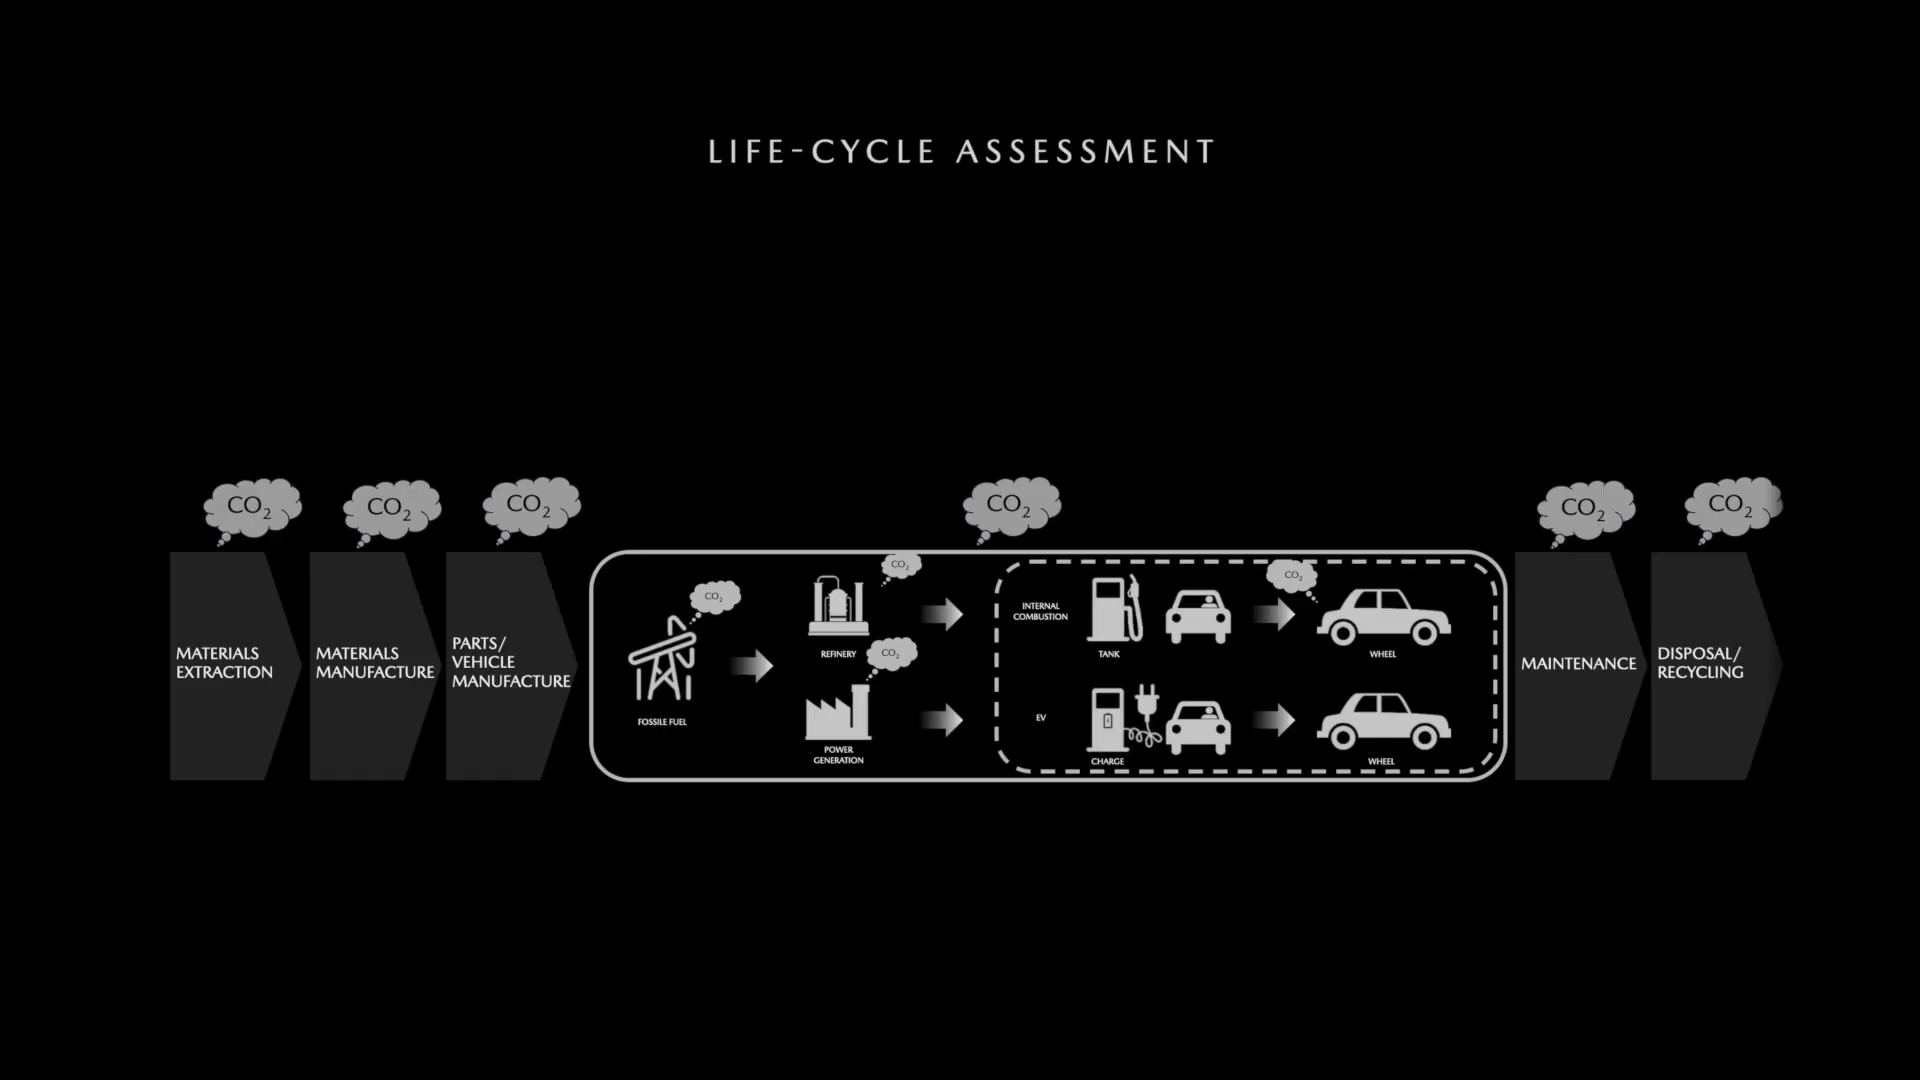 LIFE-CYCLE ASSESSMENT
CO2
CO2
CO2
CO2
CO2
CO2
MATERIALS
EXTRACTION
MATERIALS
MANUFACTURE
PARTS/
VEHICLE
MANUFACTURE
CO2
FOSSILE FUEL
CO2
REFINERY
CO2
POWER
GENERATION
INTERNAL
COMBUSTION
TANK
CO2
WHEEL
EV
CHARGE
WHEEL
MAINTENANCE
DISPOSAL/
RECYCLING